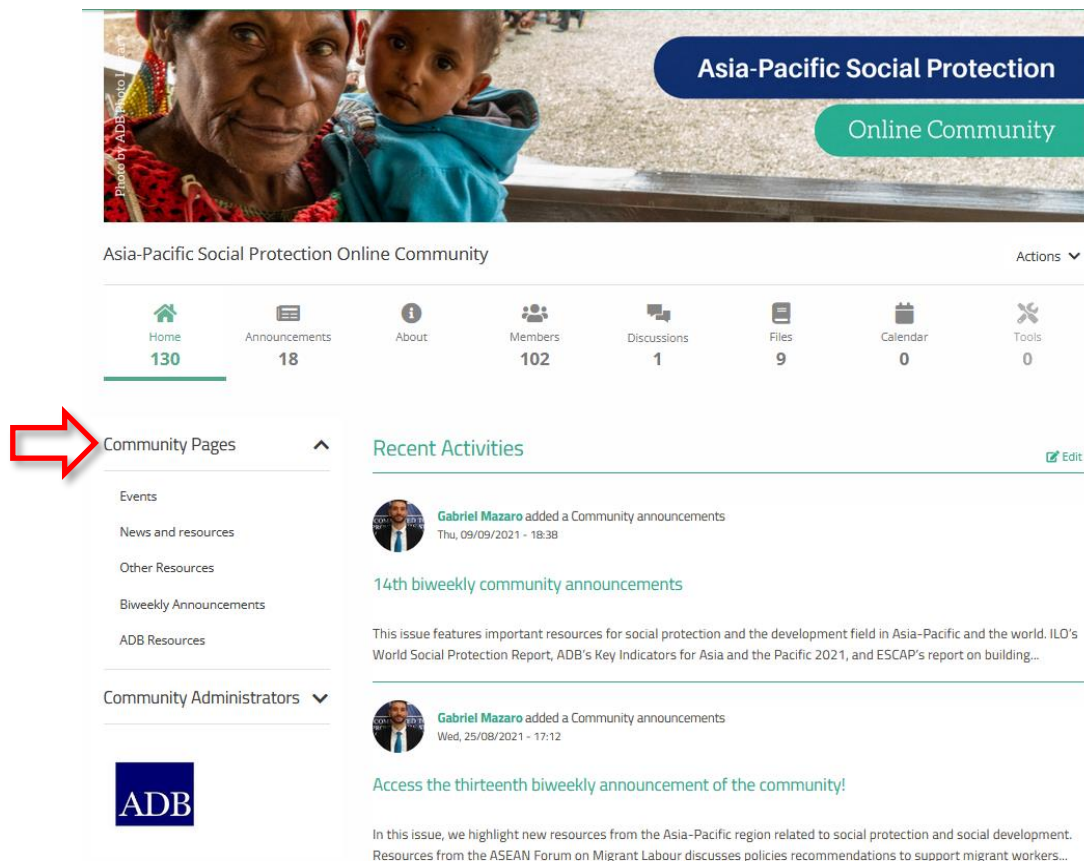 Photo by ADB Photo Library
Asia-Pacific Social Protection
Online Community
Asia-Pacific Social Protection Online Community
Actions
Home
Announcements
About
Members
Discussions
Files
Calendar
Tools
130
18
102
1
9
0
0
Community Pages
Events
News and resources
Other Resources
Biweekly Announcements
ADB Resources
Community Administrators
ADB
Recent Activities
Edit
Gabriel Mazaro added a Community announcements
Thu, 09/09/2021 - 18:38
14th biweekly community announcements
This issue features important resources for social protection and the development field in Asia-Pacific and the world. ILO's
World Social Protection Report, ADB's Key Indicators for Asia and the Pacific 2021, and ESCAP's report on building...
Gabriel Mazaro added a Community announcements
Wed, 25/08/2021 - 17:12
Access the thirteenth biweekly announcement of the community!
In this issue, we highlight new resources from the Asia-Pacific region related to social protection and social development.
Resources from the ASEAN Forum on Migrant Labour discusses policies recommendations to support migrant workers...